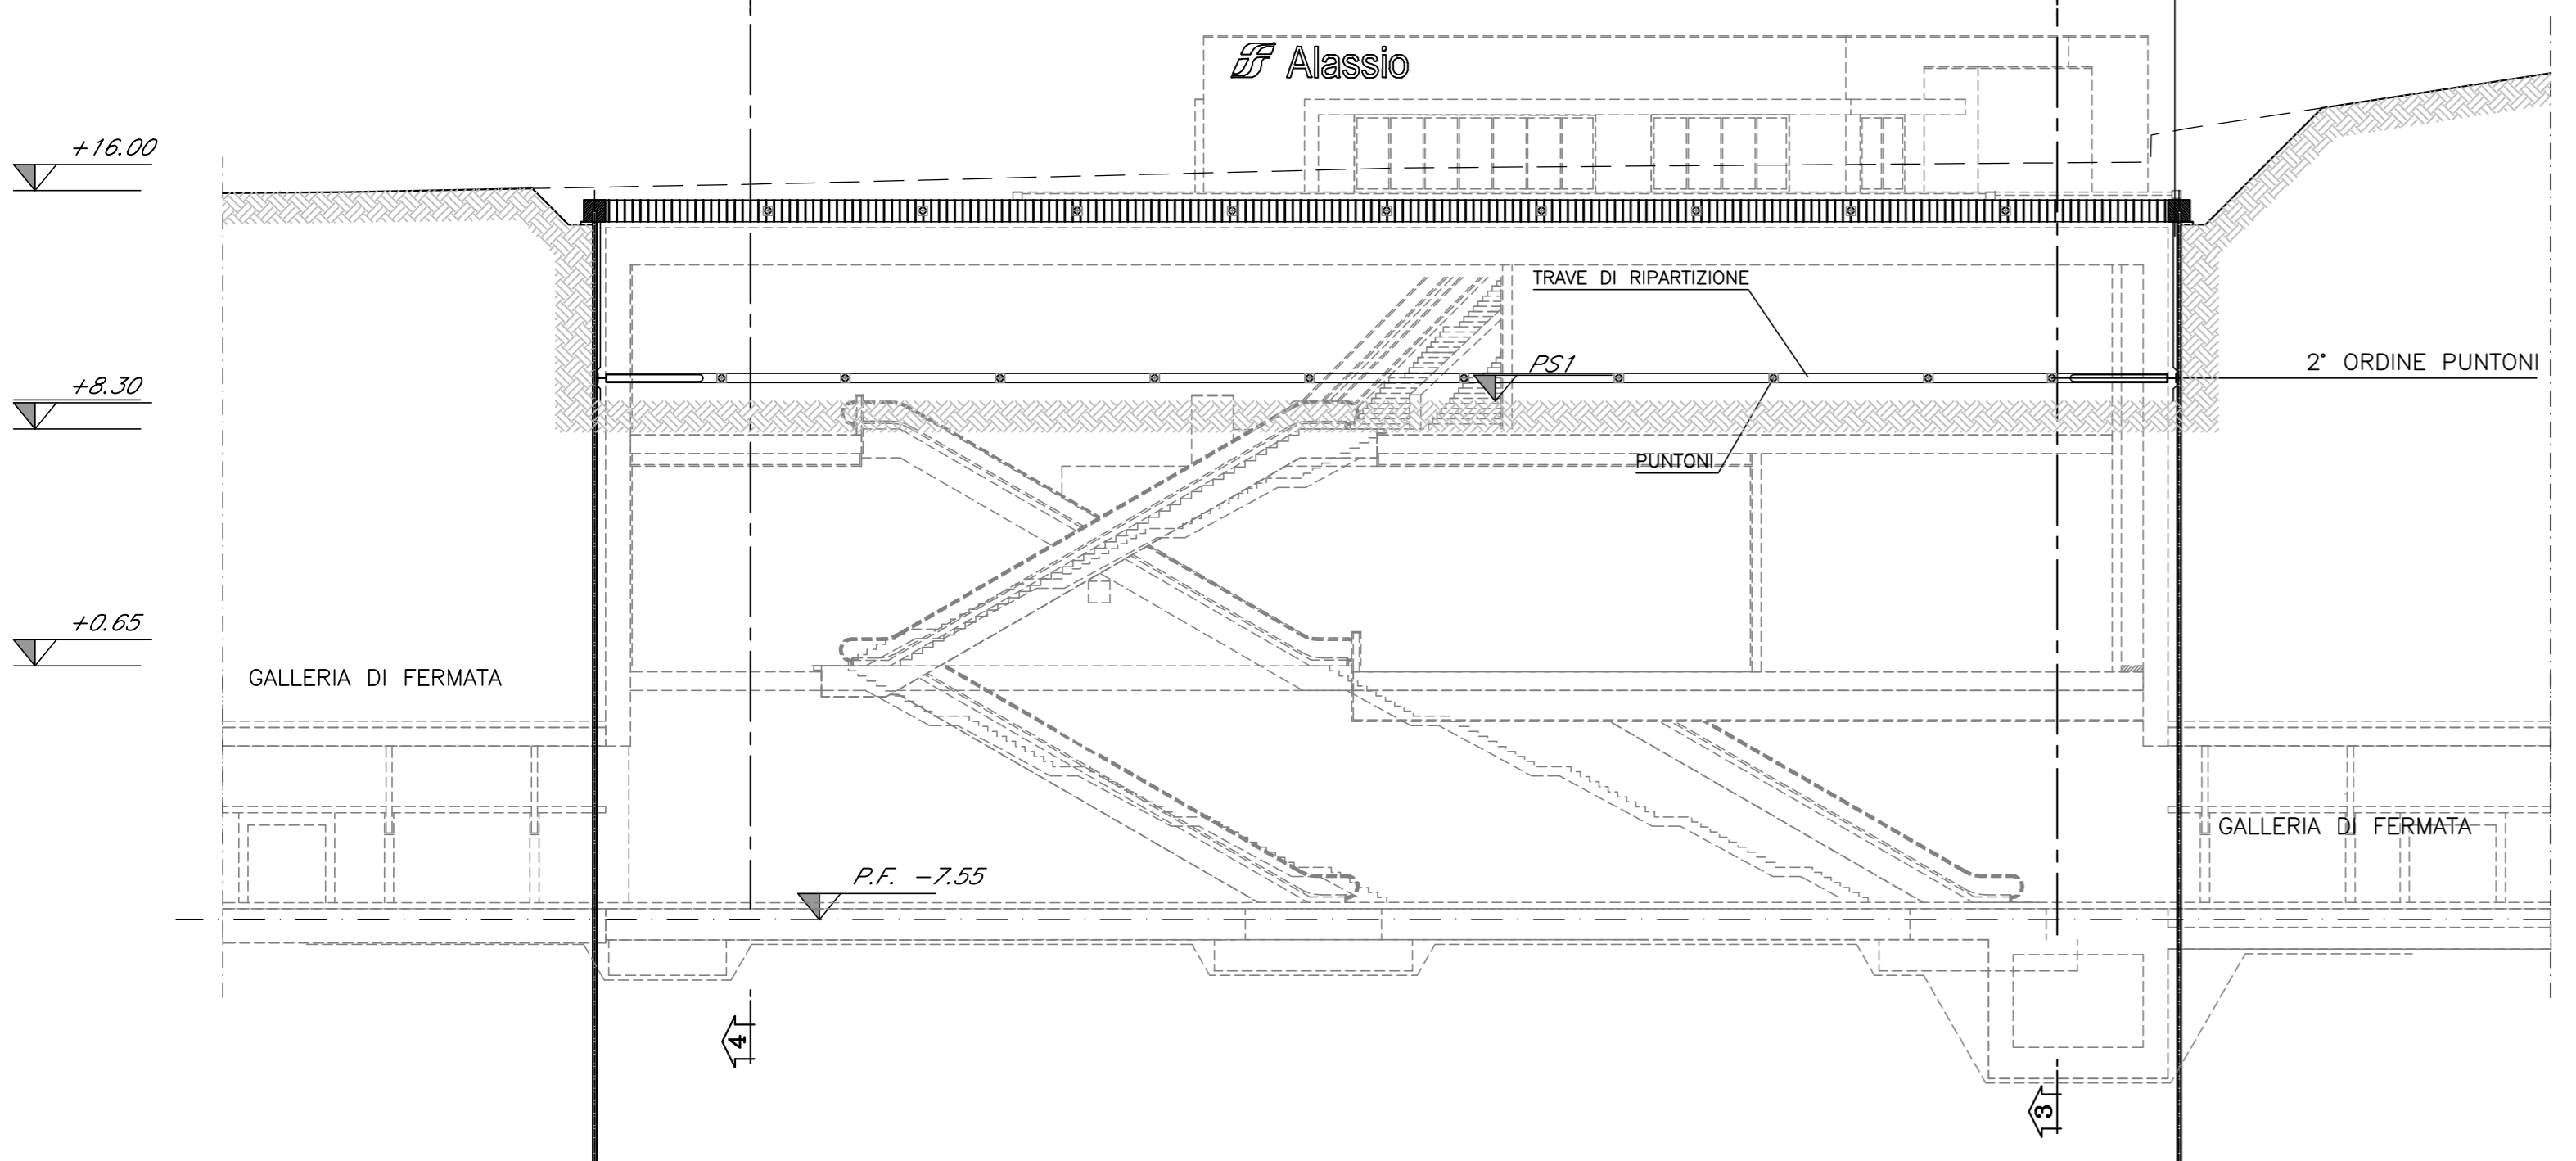 Alassio
+16.00
TRAVE DI RIPARTIZIONE
PS1
2° ORDINE PUNTONI
+8.30
PUNTONI
+0.65
GALLERIA DI FERMATA
GALLERIA DI FERMATA
P.F. -7.55
4
3